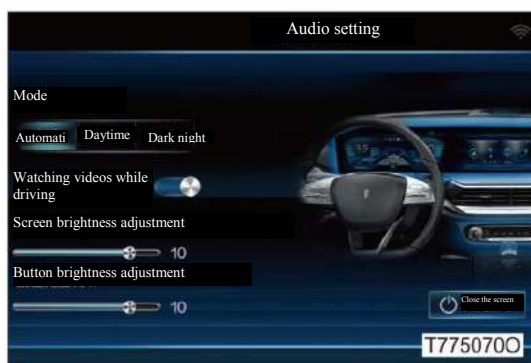 Audio setting
Mode
Automati Daytime Dark night
Watching videos while
driving
Screen brightness adjustment
10
Button brightness adjustment
10
Close the screen
T775070O